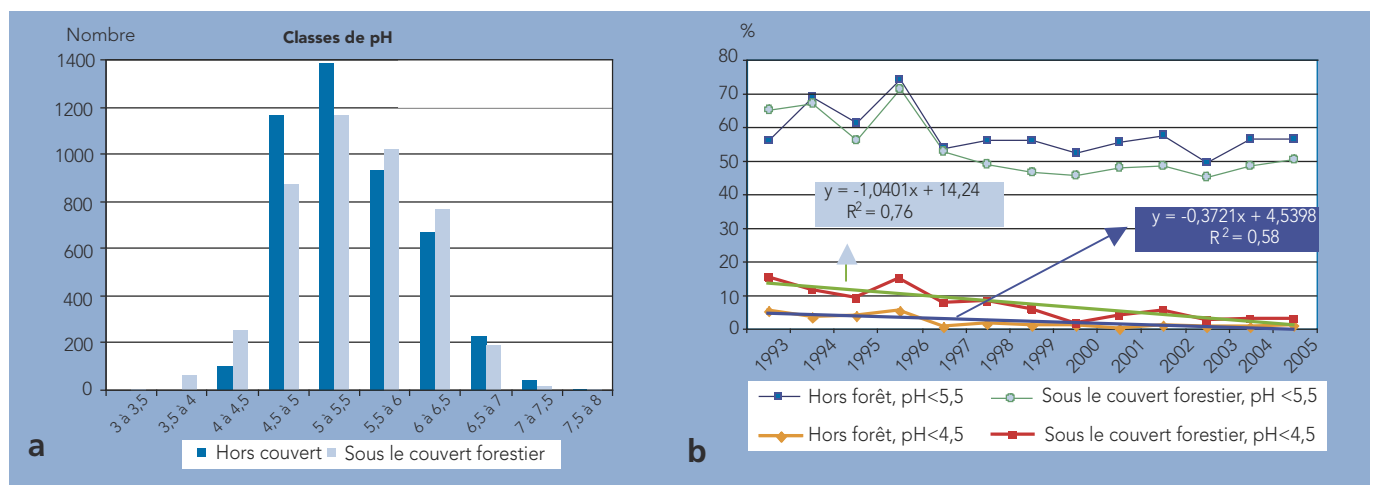 Nombre
Classes de pH
1400
1200
1000
800
600
400
200
0
3 à 3,5
3,5 à 4
4 à 4,5
4,5 à 5
5 à 5,5
5,5 à 6
6 à 6,5
6,5 à 7
7 à 7,5
7,5 à 8
Hors couvert
Sous le couvert forestier
a
%
80
70
60
50
40
30
20
10
0
y = -1,0401x + 14,24
R² = 0,76
y = -0,3721x + 4,5398
R² = 0,58
1993
1994
1995
1996
1997
1998
1999
2000
2001
2002
2003
2004
2005
Hors forêt, pH<5,5
Sous le couvert forestier, pH <5,5
Hors forêt, pH<4,5
Sous le couvert forestier, pH<4,5
b